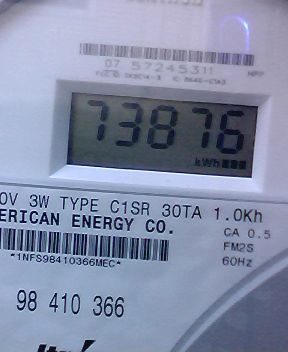 07 57245311
73876
kWh
0V 3W TYPE C1SR 30TA 1.0Kh
ERICAN ENERGY CO.
CA 0.5
FM2S
60Hz
*1NFS98410366MEC*
98 410 366